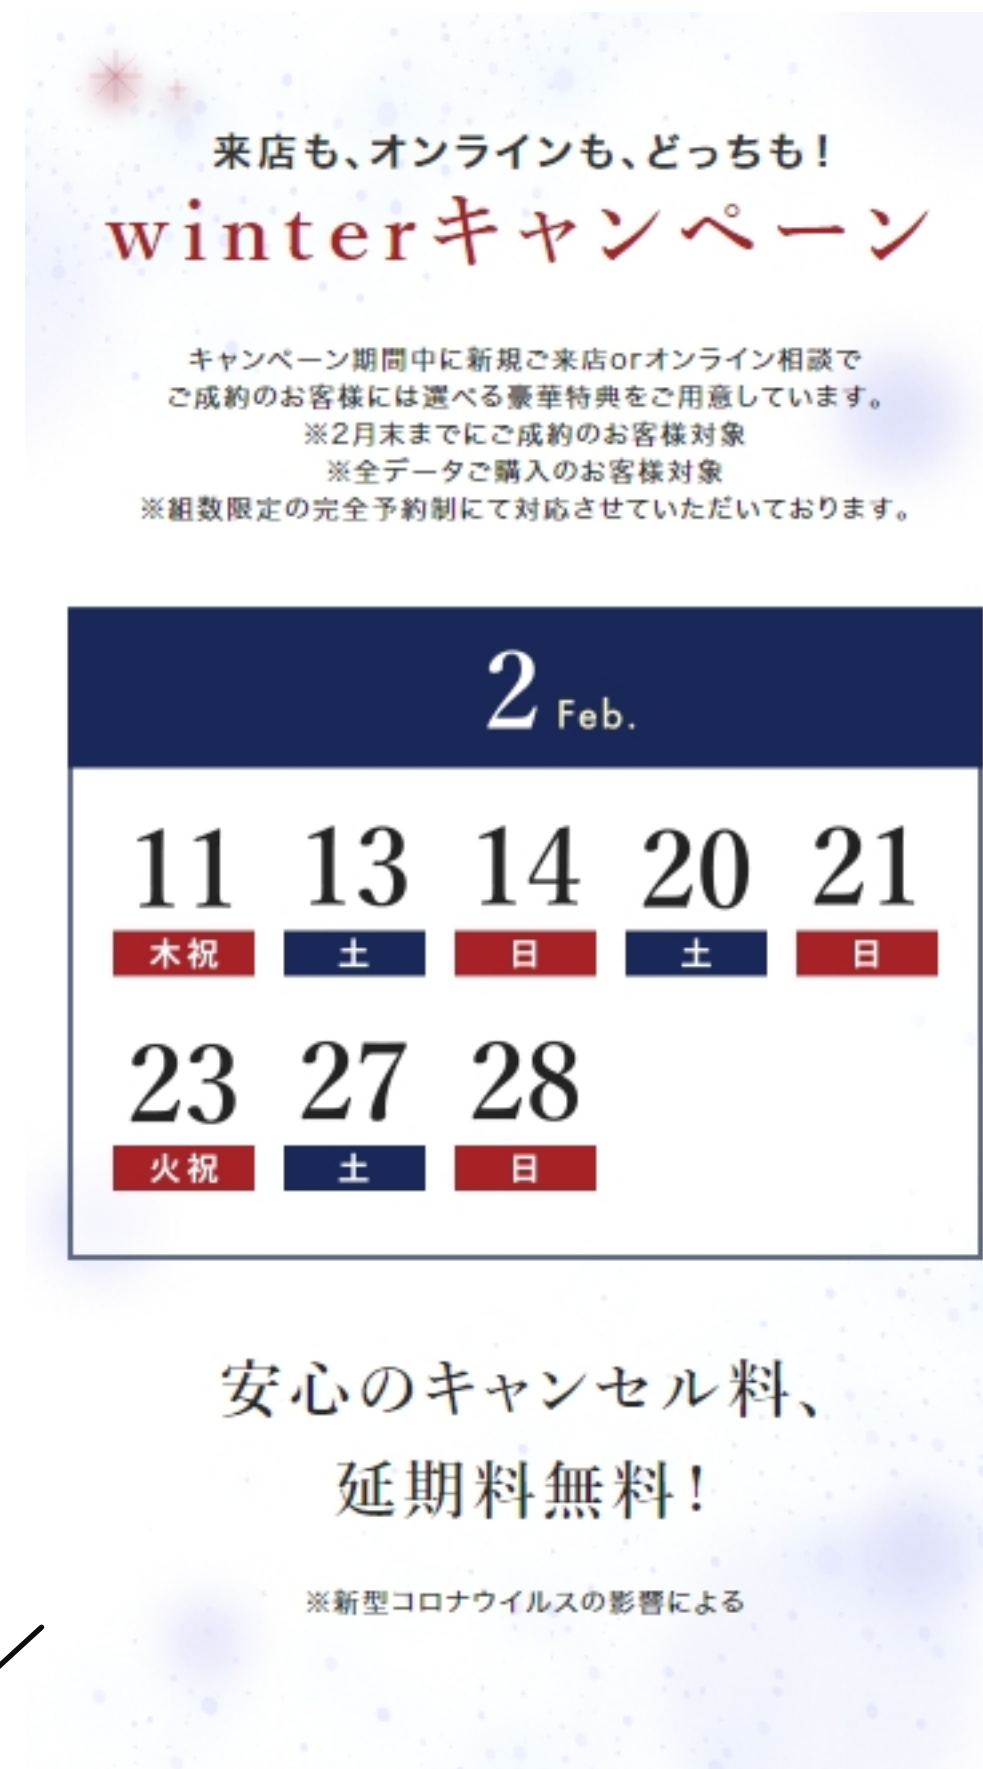 来店も、オンラインも、どっちも！
winterキャンペーン
キャンペーン期間中に新規ご来店orオンライン相談で
ご成約のお客様には選べる豪華特典をご用意しています。
※2月末までにご成約のお客様対象
※全データご購入のお客様対象
※組数限定の完全予約制にて対応させていただいております。
2 Feb.
11 13 14 20 21
木祝 土 日 土 日
23 27 28
火祝 土 日
安心のキャンセル料、
延期料無料！
※新型コロナウイルスの影響による